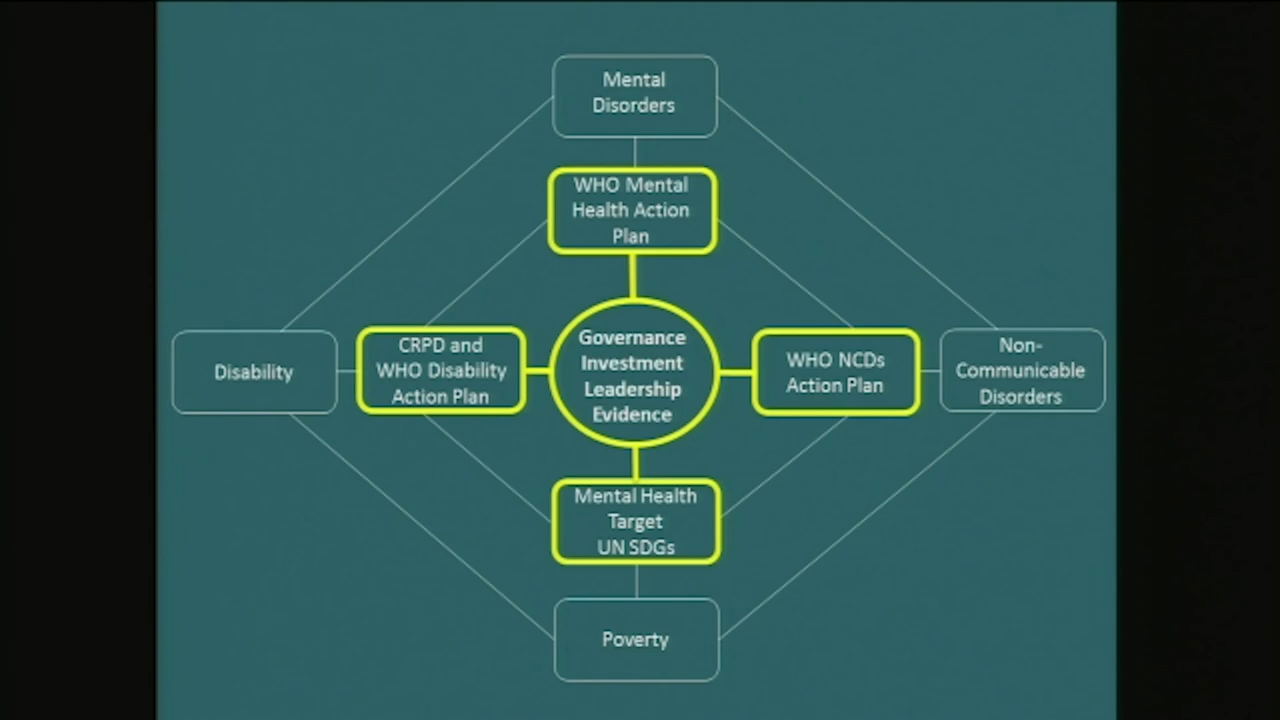 Mental
Disorders
WHO Mental
Health Action
Plan
Disability
CRPD and
WHO Disability
Action Plan
Governance
Investment
Leadership
Evidence
WHO NCDs
Action Plan
Non-
Communicable
Disorders
Mental Health
Target
UN SDGs
Poverty